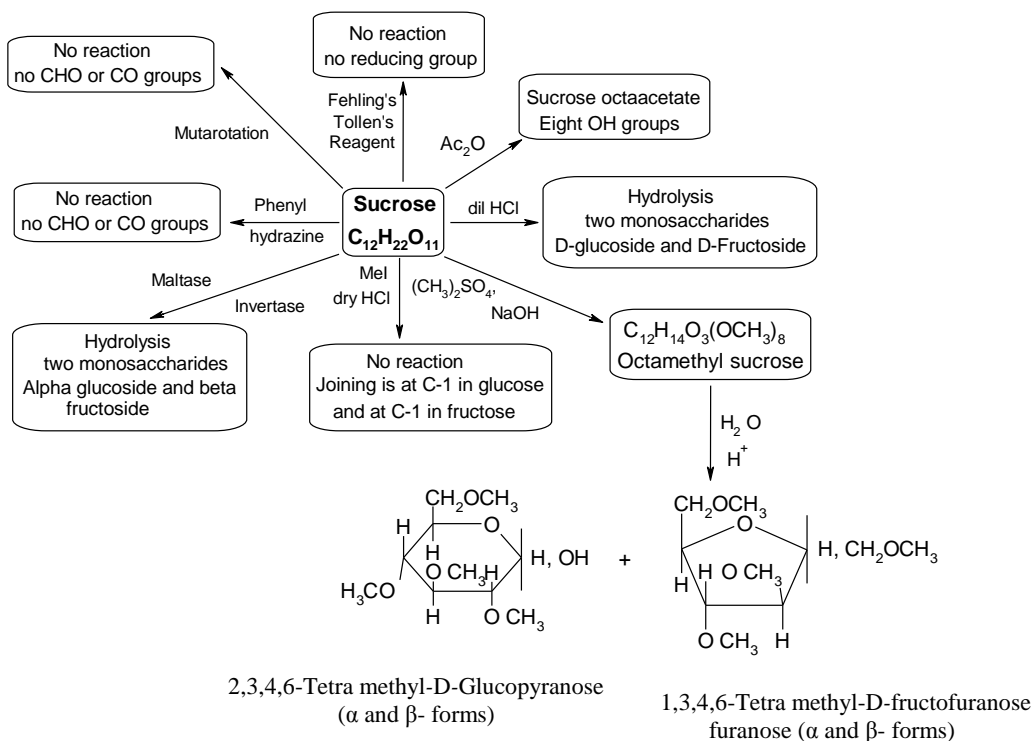 No reaction
no CHO or CO groups
No reaction
no reducing group
Fehling's
Tollen's
Reagent
Mutarotation
Sucrose octaacetate
Eight OH groups
Ac₂O
No reaction
no CHO or CO groups
Phenyl
hydrazine
Sucrose
C₁₂H₂₂O₁₁
dil HCl
Hydrolysis
two monosaccharides
D-glucoside and D-Fructoside
Maltase
Invertase
MeI
dry HCl
(CH₃)₂SO₄,
NaOH
Hydrolysis
two monosaccharides
Alpha glucoside and beta
fructoside
No reaction
Joining is at C-1 in glucose
and at C-1 in fructose
C₁₂H₁₄O₃(OCH₃)₈
Octamethyl sucrose
H₂ O
H⁺
CH₂OCH₃
H
O
H
O CH₃
H
H, OH
H₃CO
H
O CH₃
+
CH₂OCH₃
O
H, CH₂OCH₃
H
H
O CH₃
O CH₃
H
2,3,4,6-Tetra methyl-D-Glucopyranose
(α and β- forms)
1,3,4,6-Tetra methyl-D-fructofuranose
furanose (α and β- forms)